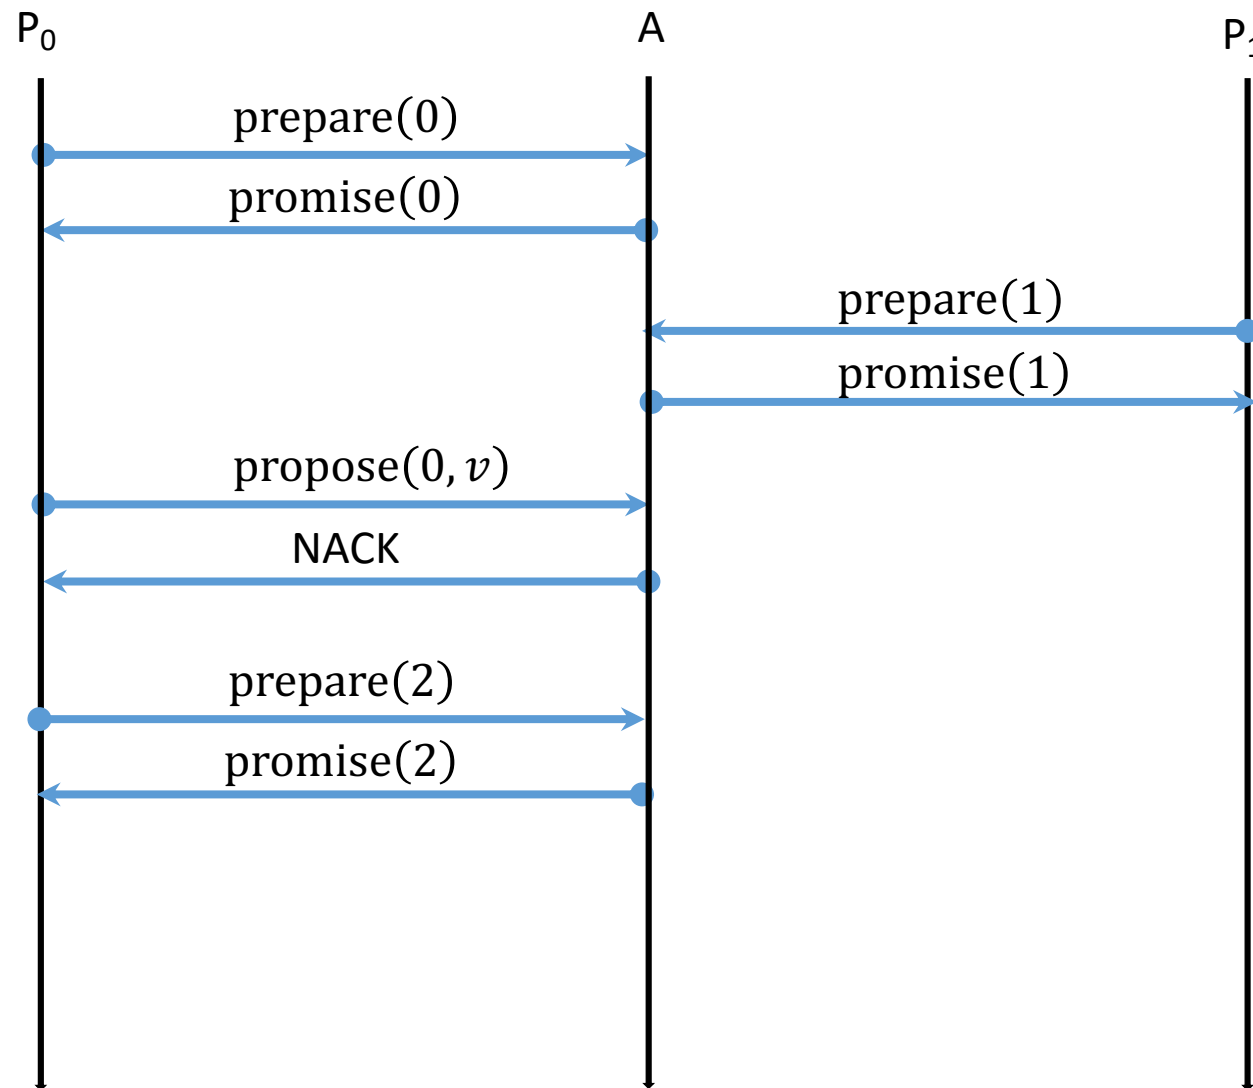 P₀ A P₁
prepare(0)
promise(0)
prepare(1)
promise(1)
propose(0, v)
NACK
prepare(2)
promise(2)